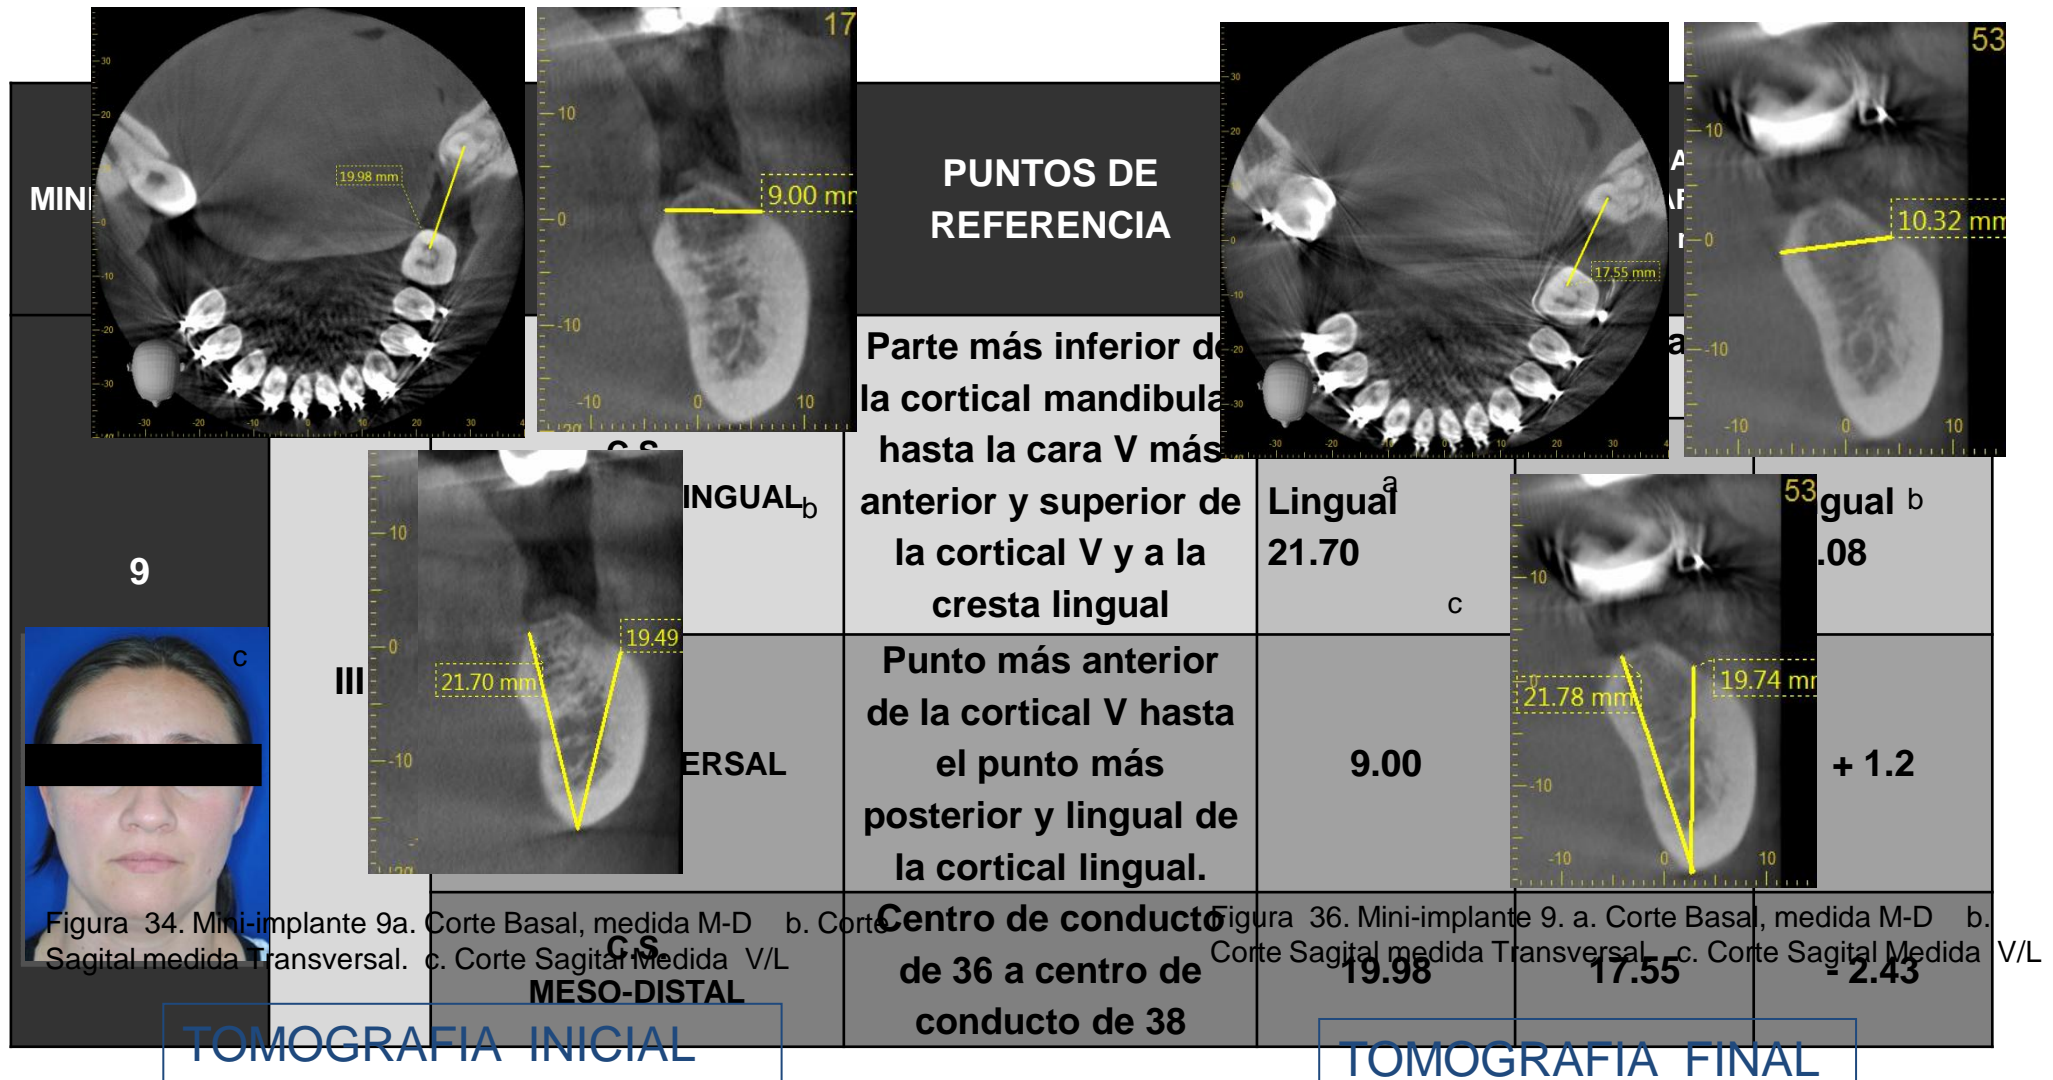 17
53
19.98 mm
9.00 mm
17.55 mm
10.32 mm
MINI
PUNTOS DE
REFERENCIA
9
III
C.S.
INGUAL
b
Parte más inferior de
la cortical mandibula
hasta la cara V más
anterior y superior de
la cortical V y a la
cresta lingual
Lingual
21.70
a
c
53
gual
b
.08
21.70 mm
19.49
21.78 mm
19.74 mm
c
ERSAL
Punto más anterior
de la cortical V hasta
el punto más
posterior y lingual de
la cortical lingual.
9.00
+ 1.2
C.S.
MESO-DISTAL
Centro de conducto
de 36 a centro de
conducto de 38
19.98
17.55
- 2.43
Figura 34. Mini-implante 9a. Corte Basal, medida M-D b. Corte
Sagital medida Transversal. c. Corte Sagital Medida V/L
Figura 36. Mini-implante 9. a. Corte Basal, medida M-D b.
Corte Sagital medida Transversal c. Corte Sagital Medida V/L
TOMOGRAFIA INICIAL
TOMOGRAFIA FINAL